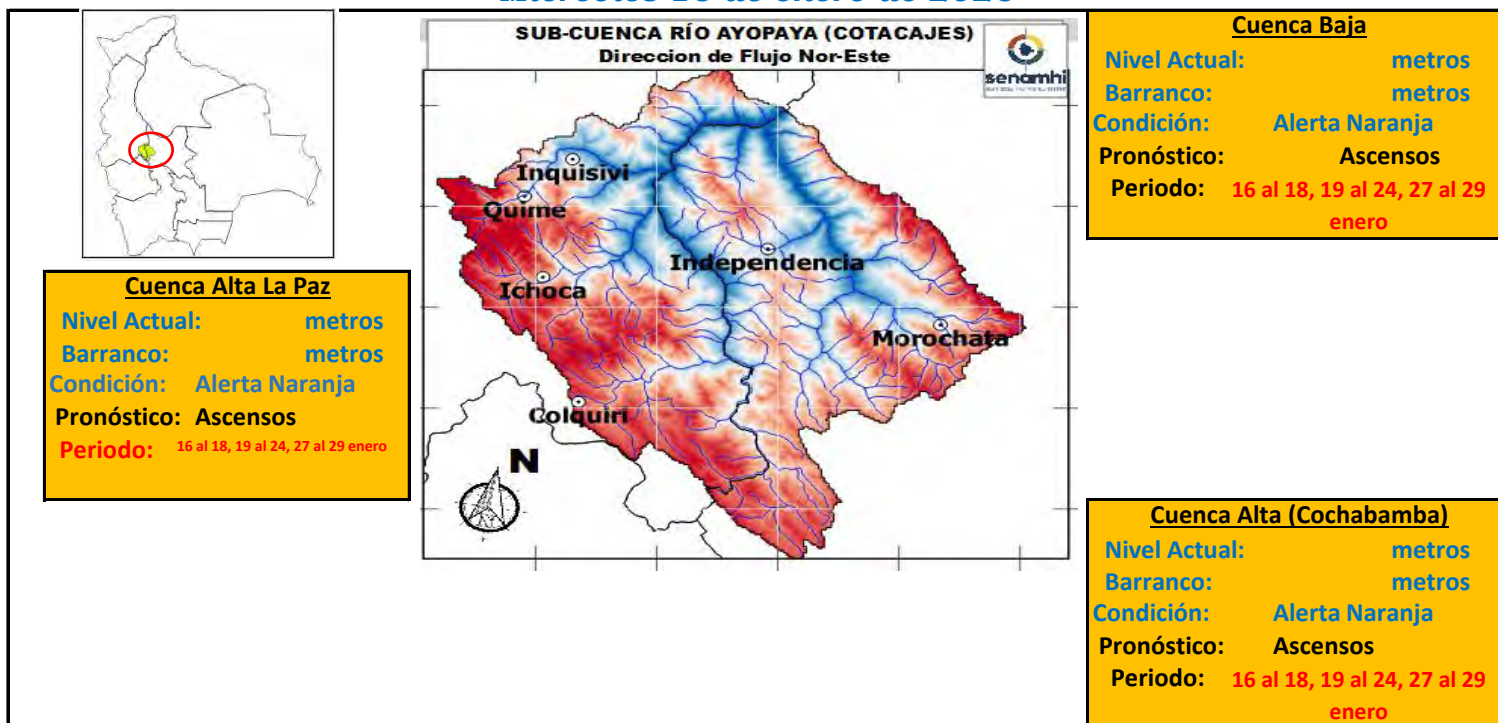 SUB-CUENCA RÍO AYOPAYA (COTACAJES)
Direccion de Flujo Nor-Este
senamhi
Inquisivi
Quime
Independencia
Ichoca
Morochata
Colquiri
N
Cuenca Alta La Paz
Nivel Actual: metros
Barranco: metros
Condición: Alerta Naranja
Pronóstico: Ascensos
Periodo: 16 al 18, 19 al 24, 27 al 29 enero
Cuenca Baja
Nivel Actual: metros
Barranco: metros
Condición: Alerta Naranja
Pronóstico: Ascensos
Periodo: 16 al 18, 19 al 24, 27 al 29
enero
Cuenca Alta (Cochabamba)
Nivel Actual: metros
Barranco: metros
Condición: Alerta Naranja
Pronóstico: Ascensos
Periodo: 16 al 18, 19 al 24, 27 al 29
enero